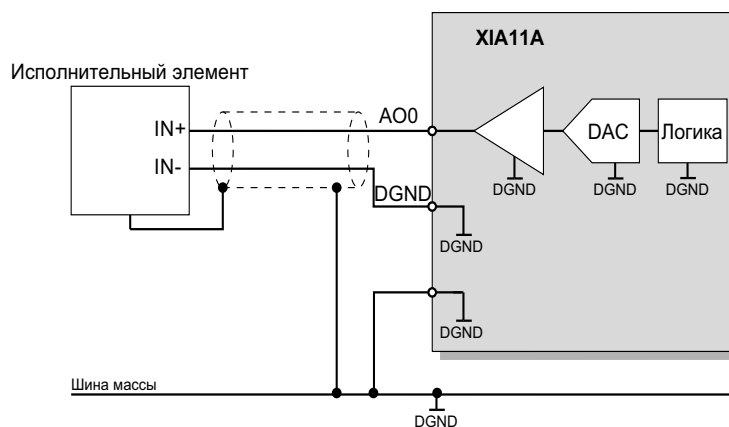 XIA11A
Исполнительный элемент
IN+
AO0
DAC
Логика
IN-
DGND
DGND
DGND
DGND
DGND
DGND
Шина массы
DGND